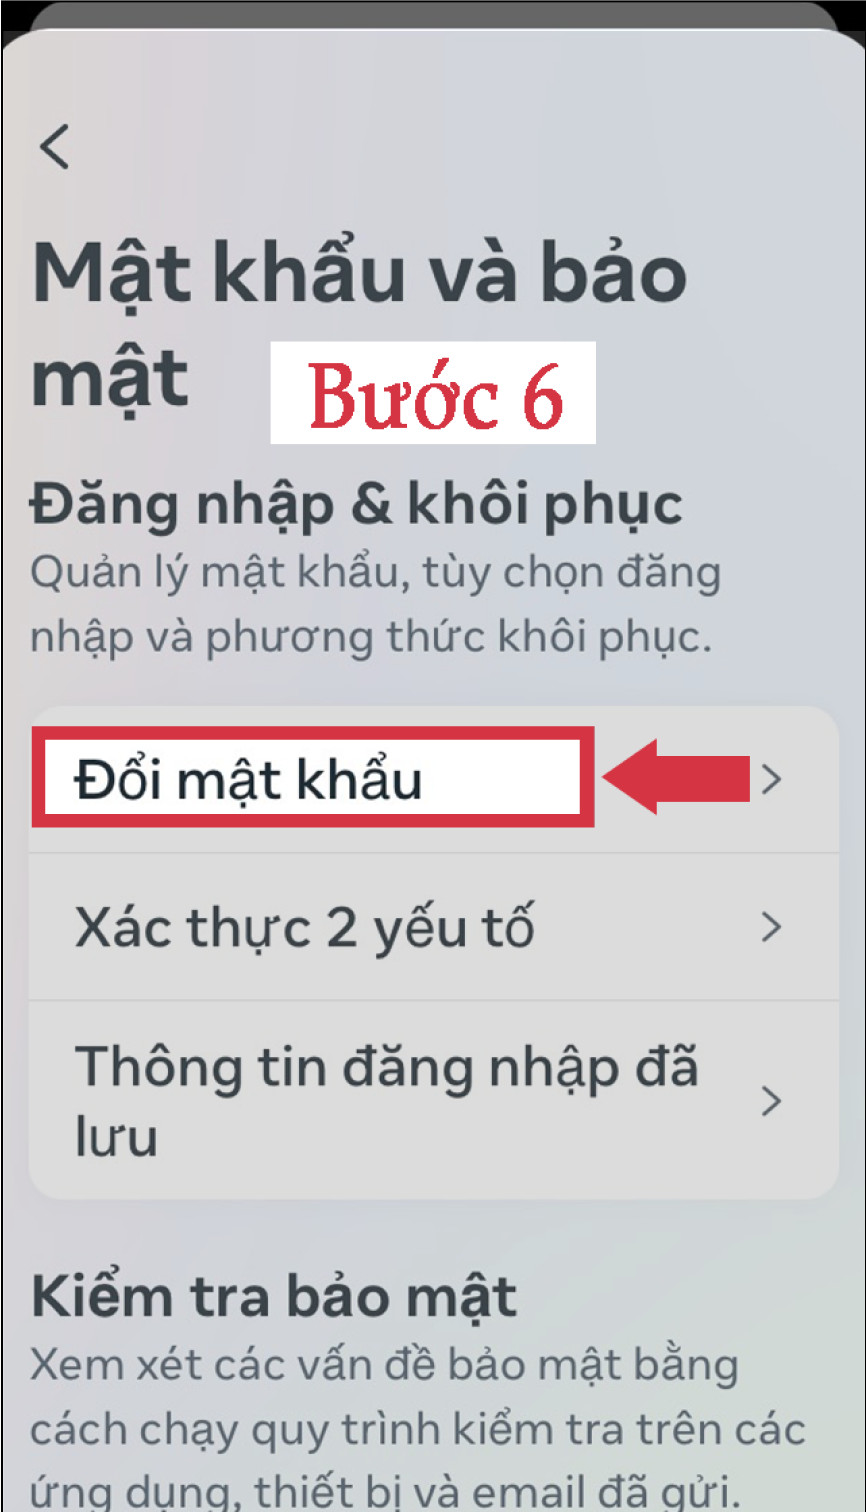 Mật khẩu và bảo
mật
Bước 6
Đăng nhập & khôi phục
Quản lý mật khẩu, tùy chọn đăng
nhập và phương thức khôi phục.
Đổi mật khẩu
Xác thực 2 yếu tố
Thông tin đăng nhập đã
lưu
Kiểm tra bảo mật
Xem xét các vấn đề bảo mật bằng
cách chạy quy trình kiểm tra trên các
ứng dụng, thiết bị và email đã gửi.